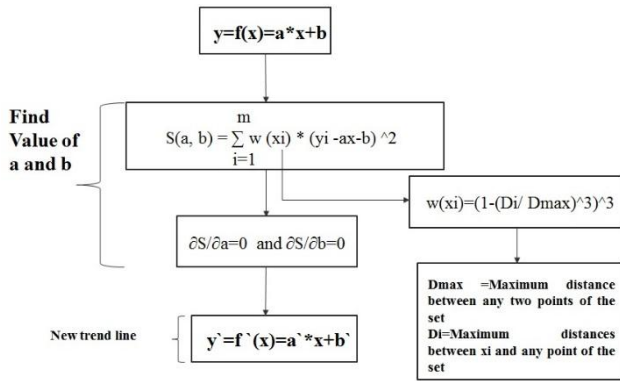 y=f(x)=a*x+b
Find
Value of
a and b
m
S(a, b) = ∑ w (xi) * (yi -ax-b) ^2
i=1
w(xi)=(1-(Di/ Dmax)^3)^3
∂S/∂a=0 and ∂S/∂b=0
Dmax =Maximum distance
between any two points of the
set
Di=Maximum distances
between xi and any point of the
set
New trend line
y`=f`(x)=a`*x+b`